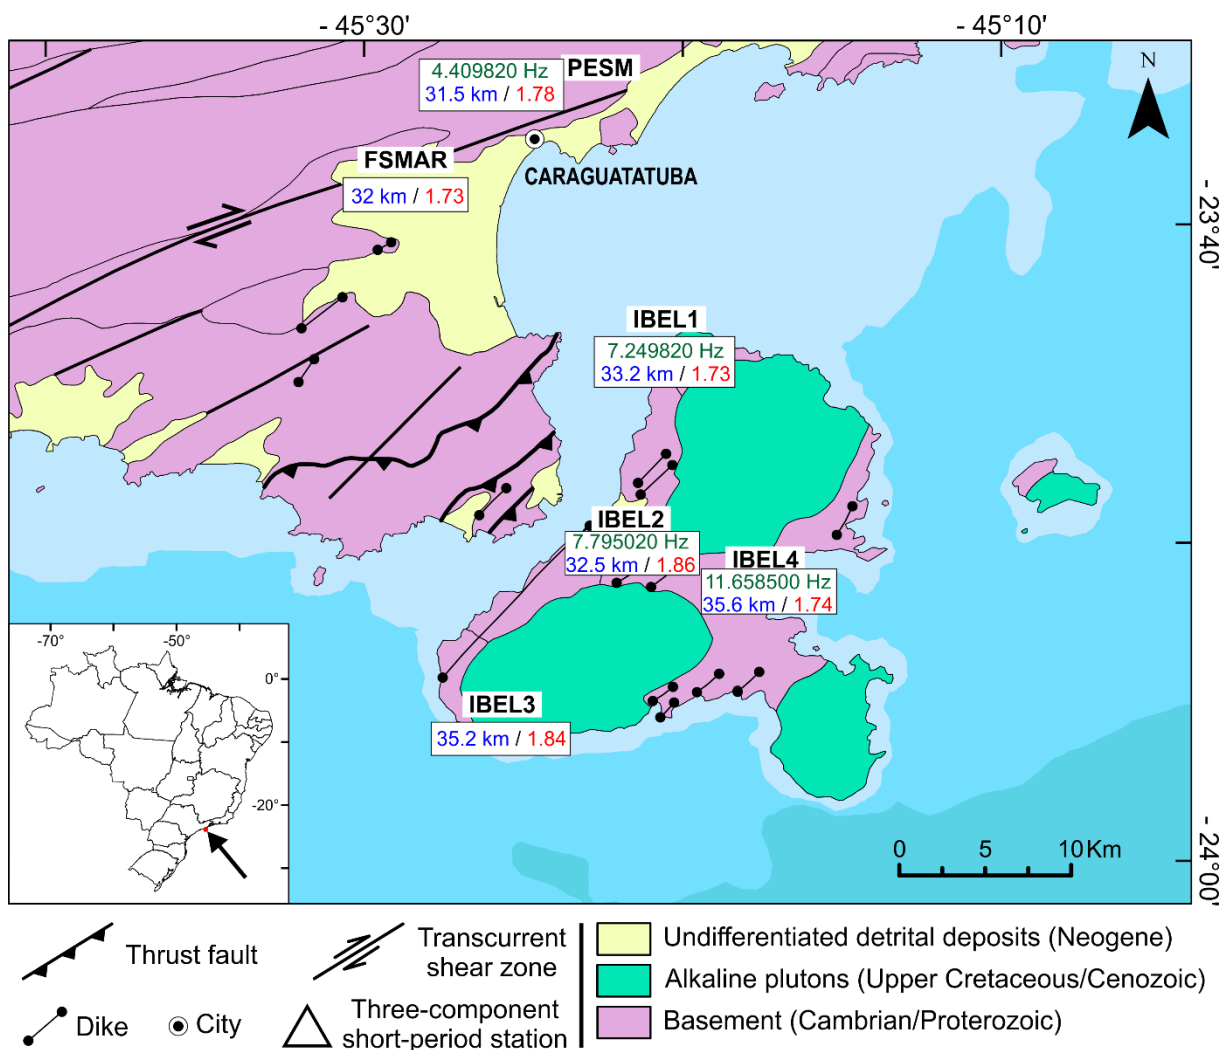 - 45°30'
- 45°10'
N
4.409820 Hz
PESM
31.5 km / 1.78
FSMAR
CARAGUATATUBA
32 km / 1.73
- 23°40'
IBEL1
7.249820 Hz
33.2 km / 1.73
IBEL2
7.795020 Hz
32.5 km / 1.86
IBEL4
11.658500 Hz
35.6 km / 1.74
IBEL3
35.2 km / 1.84
-70°
-50°
0°
-20°
0
5
10 Km
- 24°00'
Thrust fault
Transcurrent
shear zone
Dike
City
Three-component
short-period station
Undifferentiated detrital deposits (Neogene)
Alkaline plutons (Upper Cretaceous/Cenozoic)
Basement (Cambrian/Proterozoic)